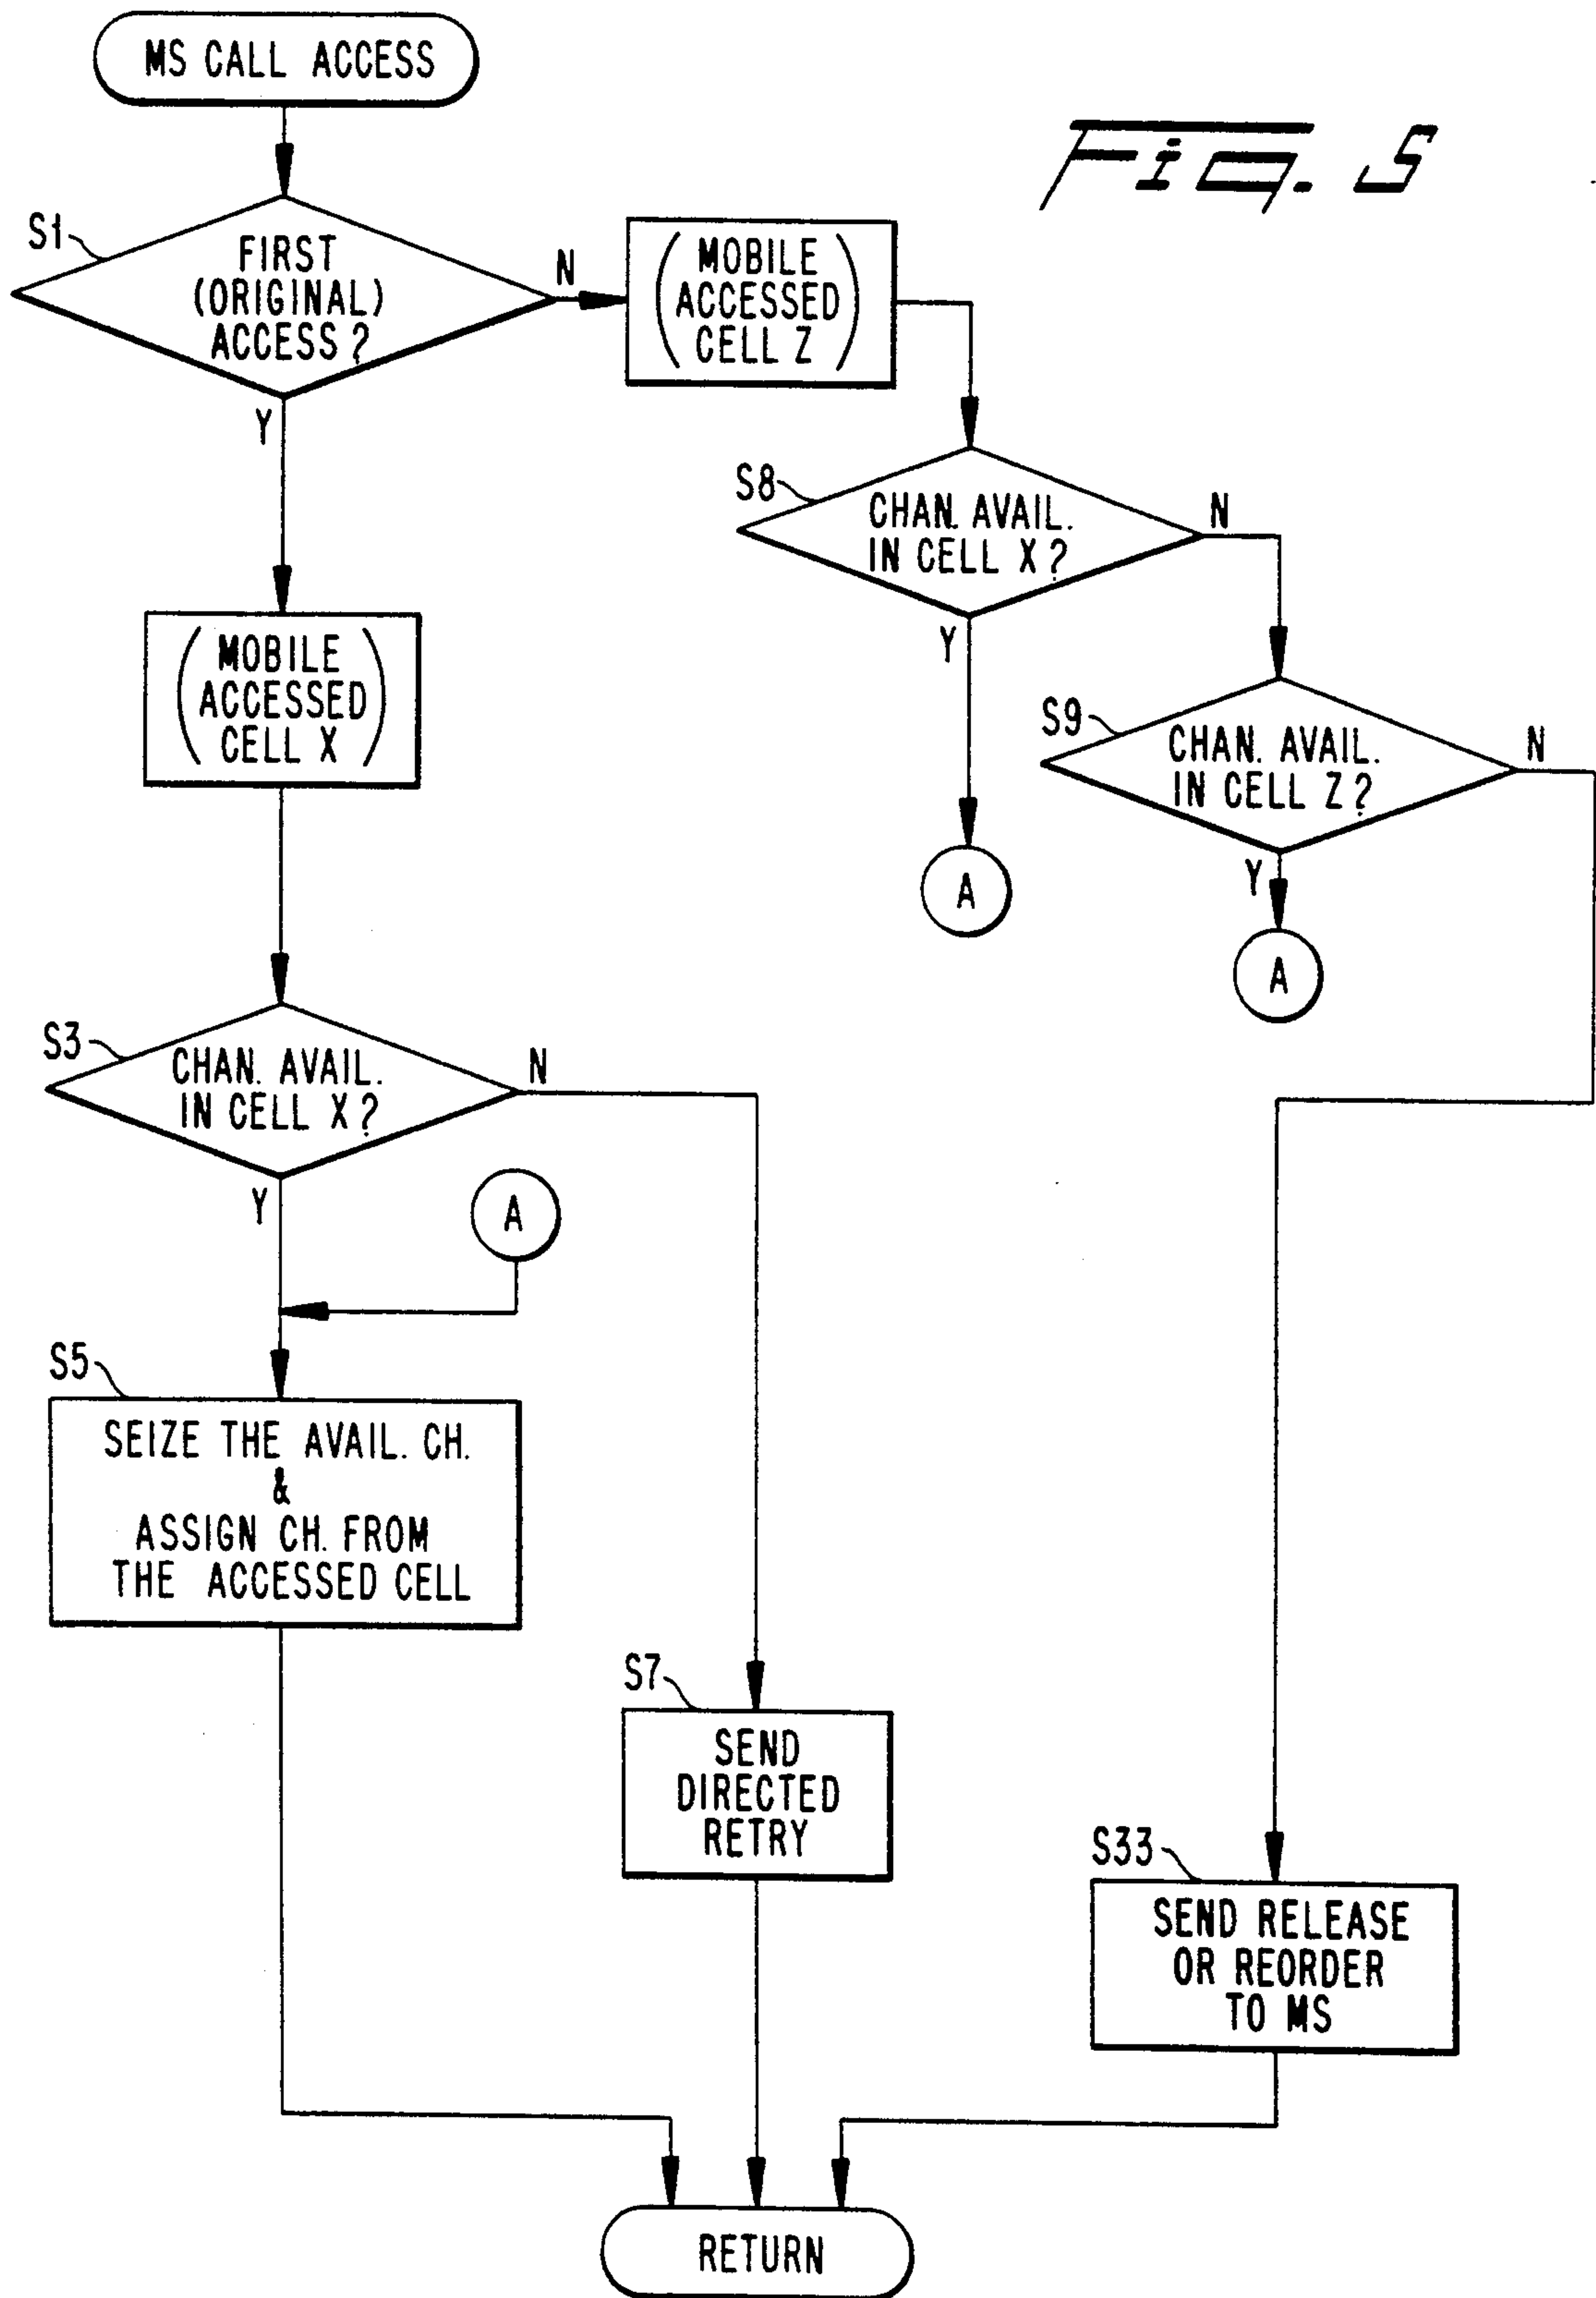 MS CALL ACCESS
Fig. 5
S1
FIRST
(ORIGINAL)
ACCESS?
N
Y
(MOBILE
ACCESSED
CELL Z)
S8
CHAN. AVAIL.
IN CELL X?
N
Y
(MOBILE
ACCESSED
CELL X)
S9
CHAN. AVAIL.
IN CELL Z?
N
Y
A
A
S3
CHAN. AVAIL.
IN CELL X?
N
Y
A
S5
SEIZE THE AVAIL. CH.
&
ASSIGN CH. FROM
THE ACCESSED CELL
S7
SEND
DIRECTED
RETRY
S33
SEND RELEASE
OR REORDER
TO MS
RETURN